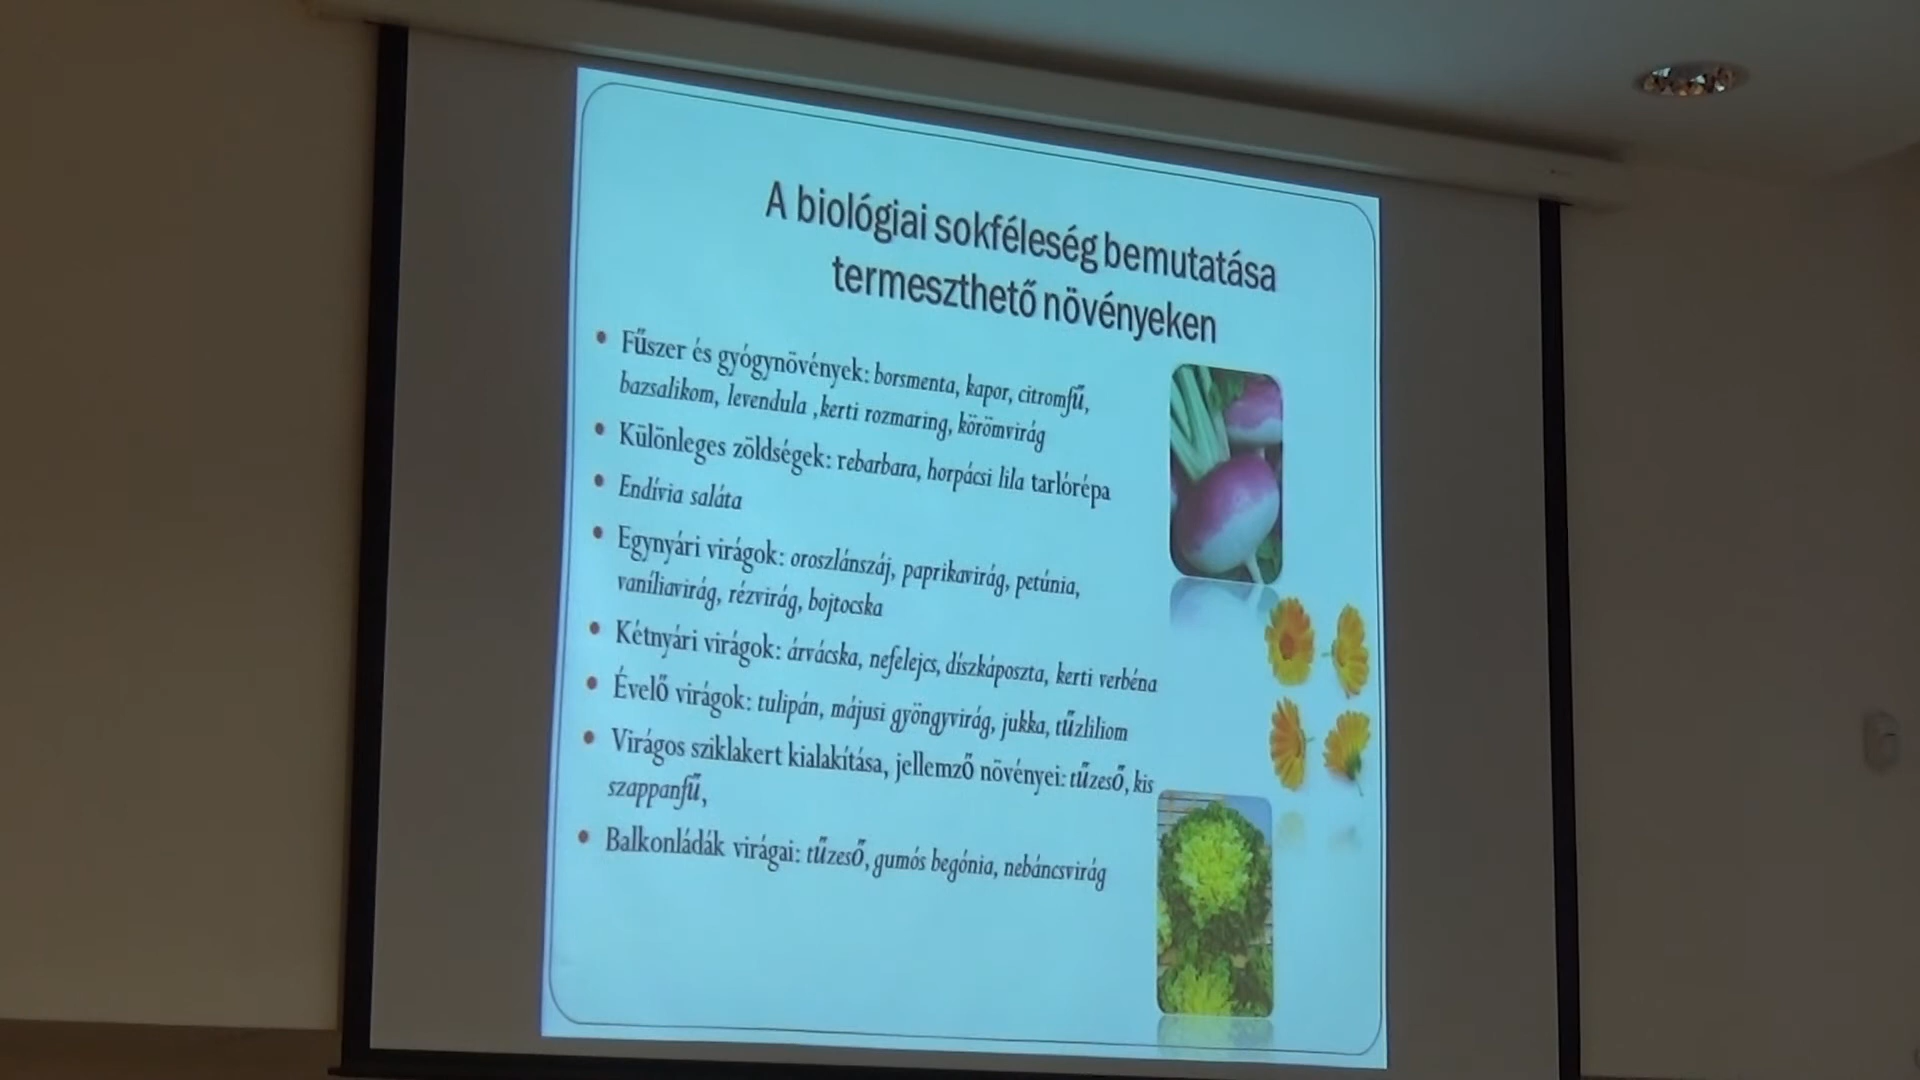 A biológiai sokféleség bemutatása
termeszthető növényeken
• Fűszer és gyógynövények: borsmenta, kapor, citromfű,
bazsalikom, levendula ,kerti rozmaring, körömvirág
• Különleges zöldségek: rebarbara, horpácsi lila tarlórépa
• Endívia saláta
• Egynyári virágok: oroszlánszáj, paprikavirág, petúnia,
vaníliavirág, rézvirág, bojtocska
• Kétnyári virágok: árvácska, nefelejcs, díszkáposzta, kerti verbéna
• Évelő virágok: tulipán, májusi gyöngyvirág, jukka, tűzliliom
• Virágos sziklakert kialakítása, jellemző növényei: tűzeső, kis
szappanfű,
• Balkonládák virágai: tűzeső, gumós begónia, nebáncsvirág